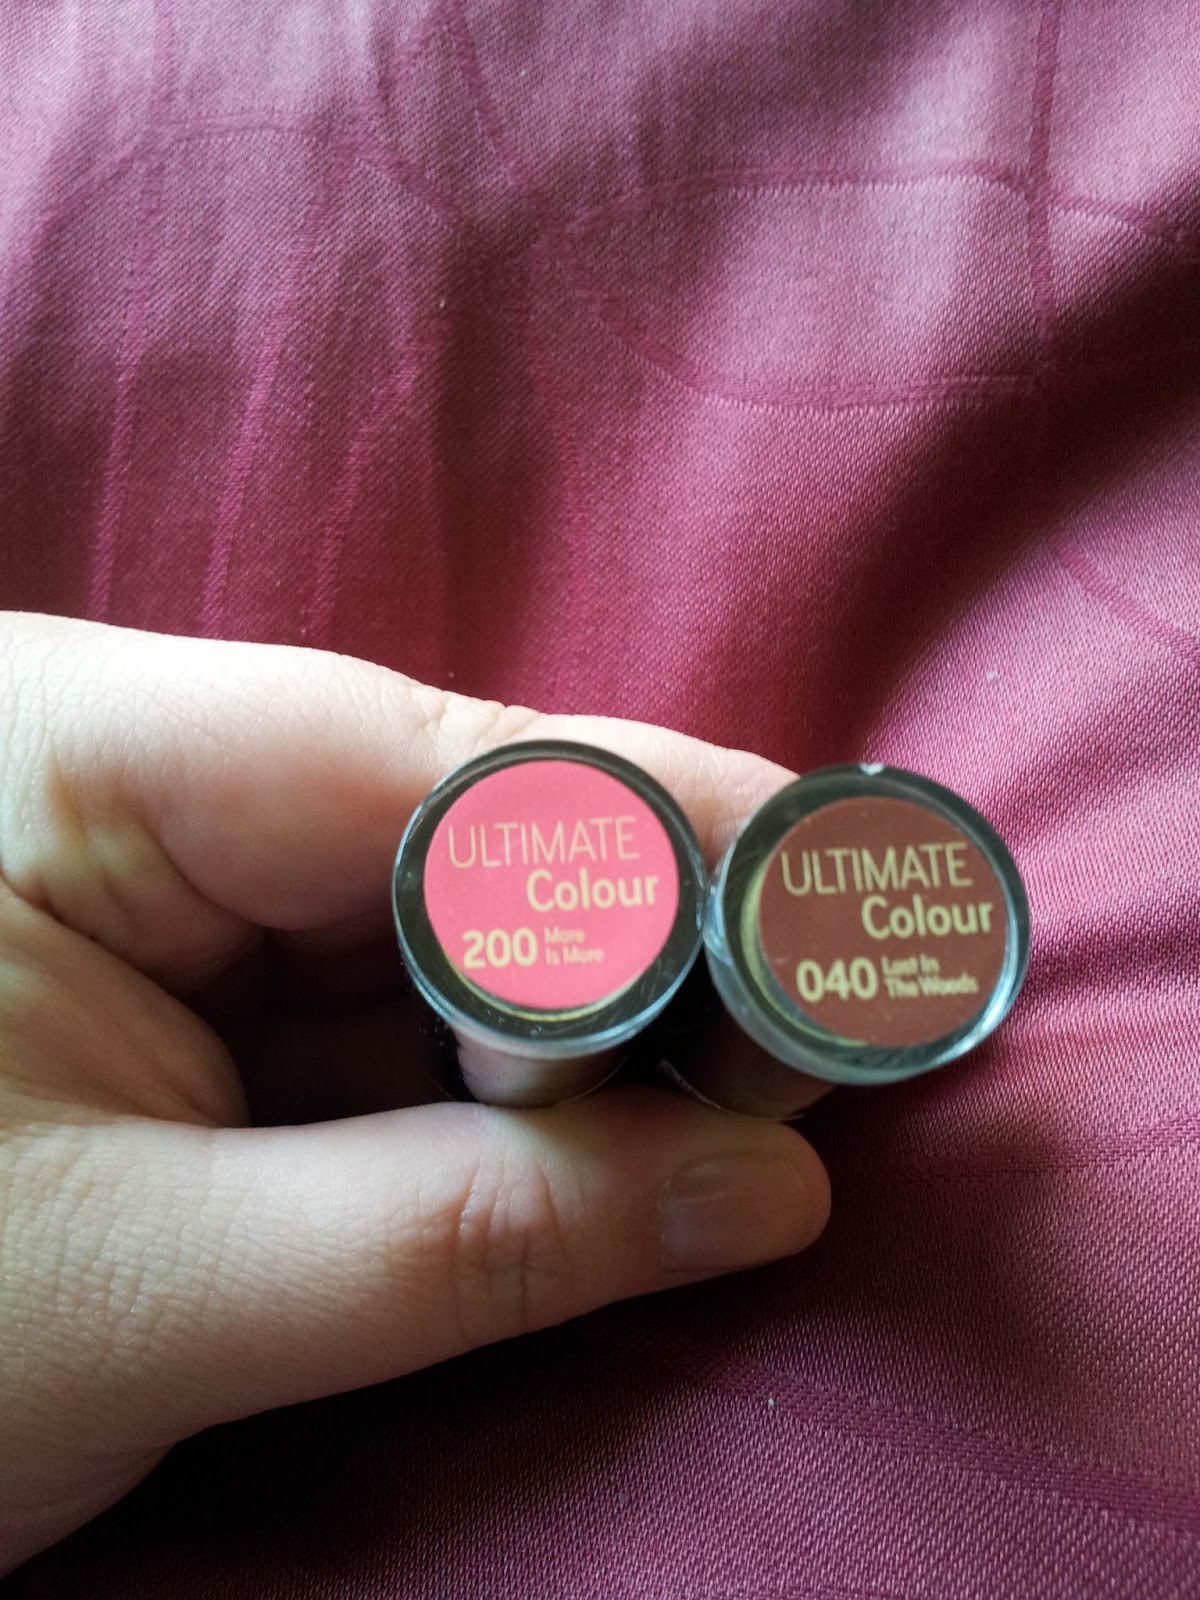 ULTIMATE
Colour
200 More
Is More
ULTIMATE
Colour
040 Lost In
The Woods